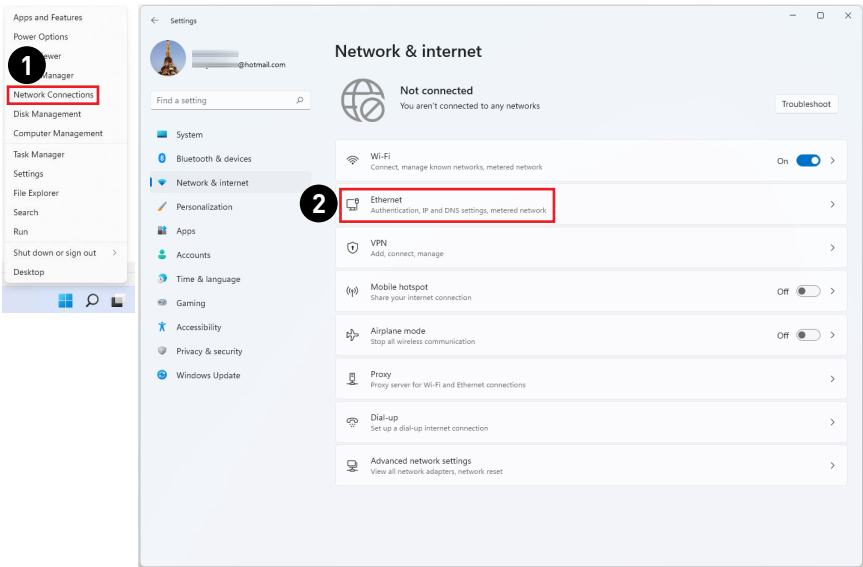 Apps and Features
Power Options
ewer
1
Manager
Network Connections
Disk Management
Computer Management
Task Manager
Settings
File Explorer
Search
Run
Shut down or sign out
Desktop
Settings
@hotmail.com
Find a setting
System
Bluetooth & devices
Network & internet
Personalization
Apps
Accounts
Time & language
Gaming
Accessibility
Privacy & security
Windows Update
Network & internet
Not connected
You aren't connected to any networks
Troubleshoot
Wi-Fi
Connect, manage known networks, metered network
On
2
Ethernet
Authentication, IP and DNS settings, metered network
VPN
Add, connect, manage
Mobile hotspot
Share your internet connection
Off
Airplane mode
Stop all wireless communication
Off
Proxy
Proxy server for Wi-Fi and Ethernet connections
Dial-up
Set up a dial-up internet connection
Advanced network settings
View all network adapters, network reset